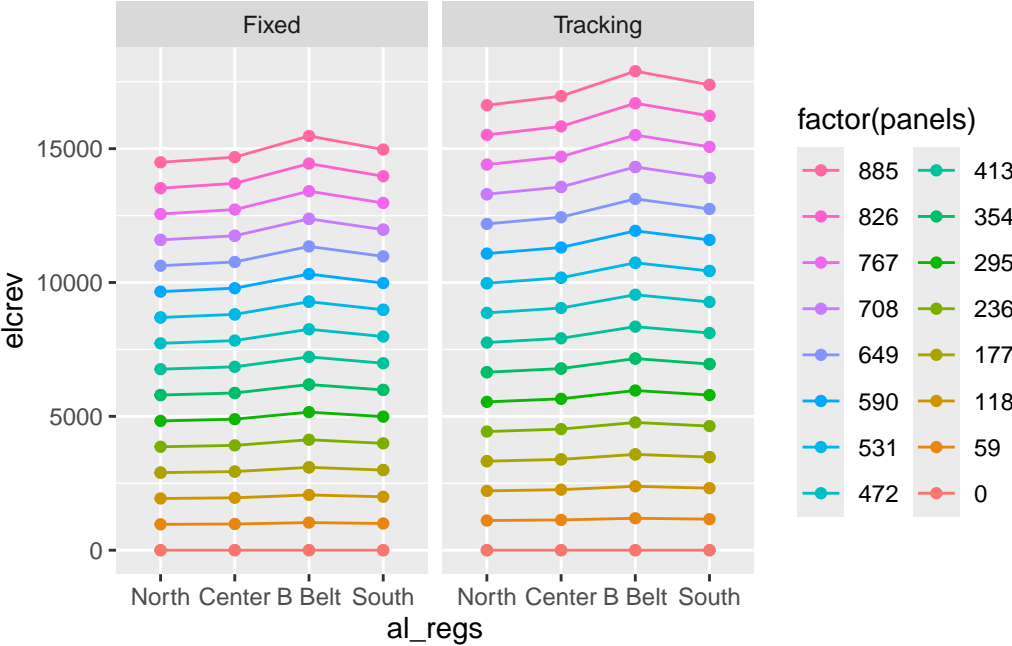 Fixed Tracking
15000
10000
5000
0
elcrev
North Center B Belt South North Center B Belt South
al_regs
factor(panels)
885 413
826 354
767 295
708 236
649 177
590 118
531 59
472 0